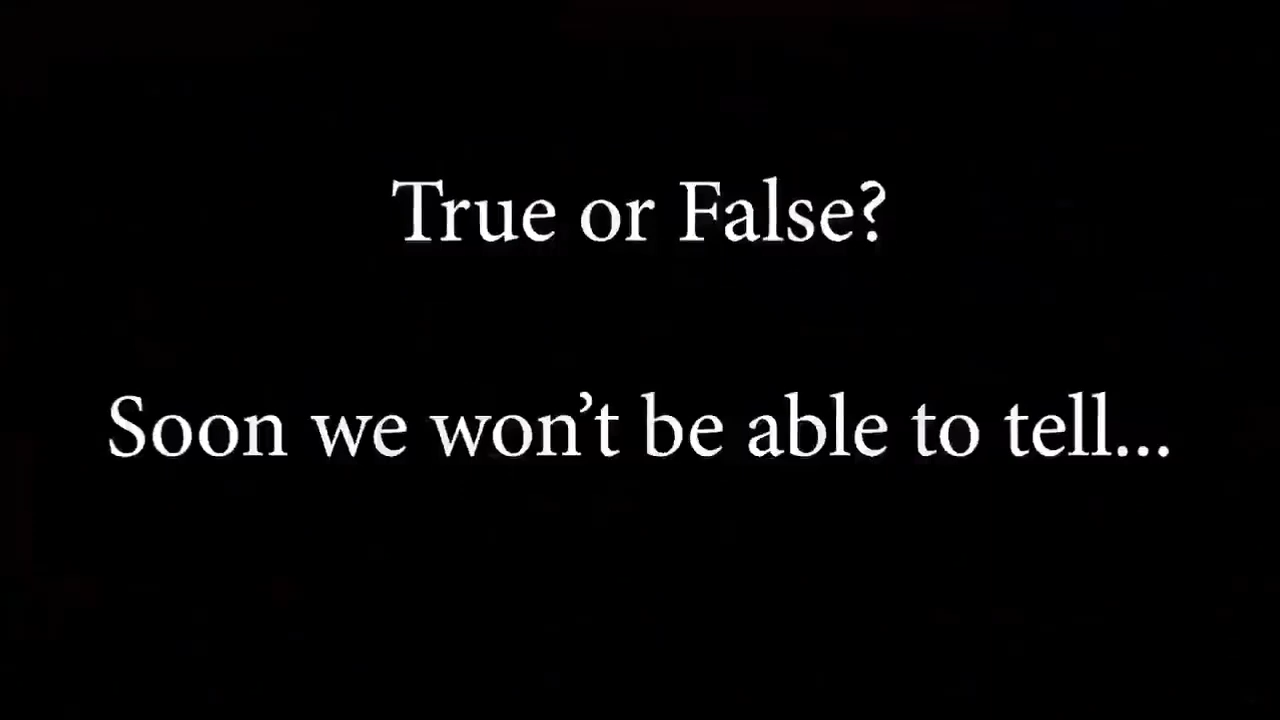 True or False?
Soon we won’t be able to tell...